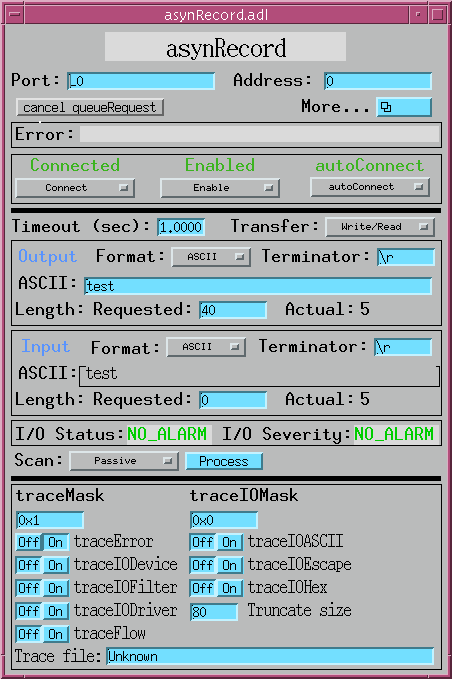 asynRecord.adl
asynRecord
Port: L0 Address: 0
cancel queueRequest More...
Error:
Connected Enabled autoConnect
Connect Enable autoConnect
Timeout (sec): 1.0000 Transfer: Write/Read
Output Format: ASCII Terminator: \r
ASCII: test
Length: Requested: 40 Actual: 5
Input Format: ASCII Terminator: \r
ASCII: test
Length: Requested: 0 Actual: 5
I/O Status: NO_ALARM I/O Severity: NO_ALARM
Scan: Passive Process
traceMask traceIOMask
0x1 0x0
Off On traceError Off On traceIOASCII
Off On traceIODevice Off On traceIOEscape
Off On traceIOFilter Off On traceIOHex
Off On traceIODriver 80 Truncate size
Off On traceFlow
Trace file: Unknown